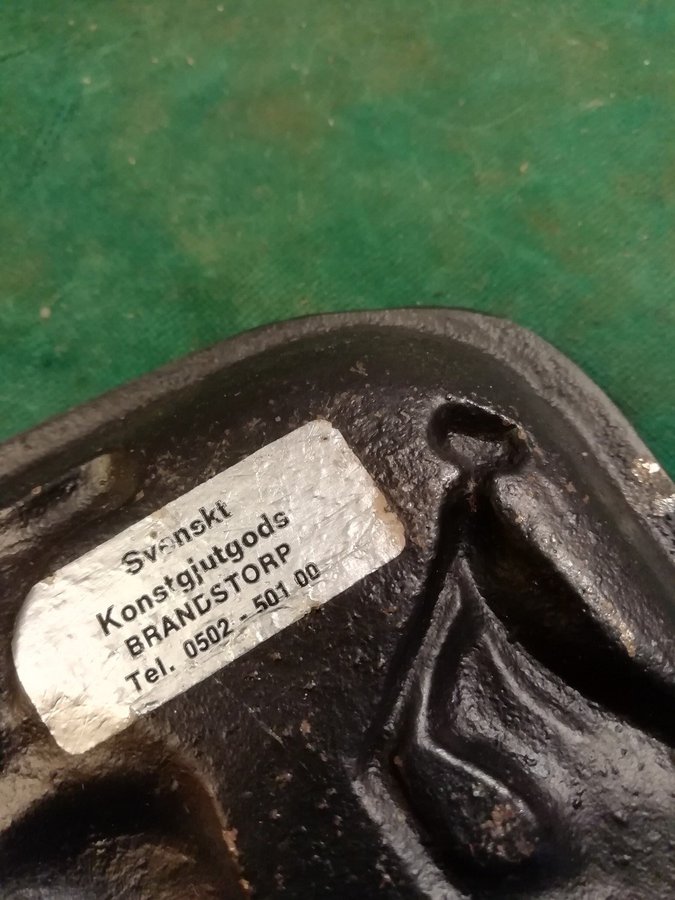 Svenskt
Konstgjutgods
BRANDSTORP
Tel. 0502 - 501 00